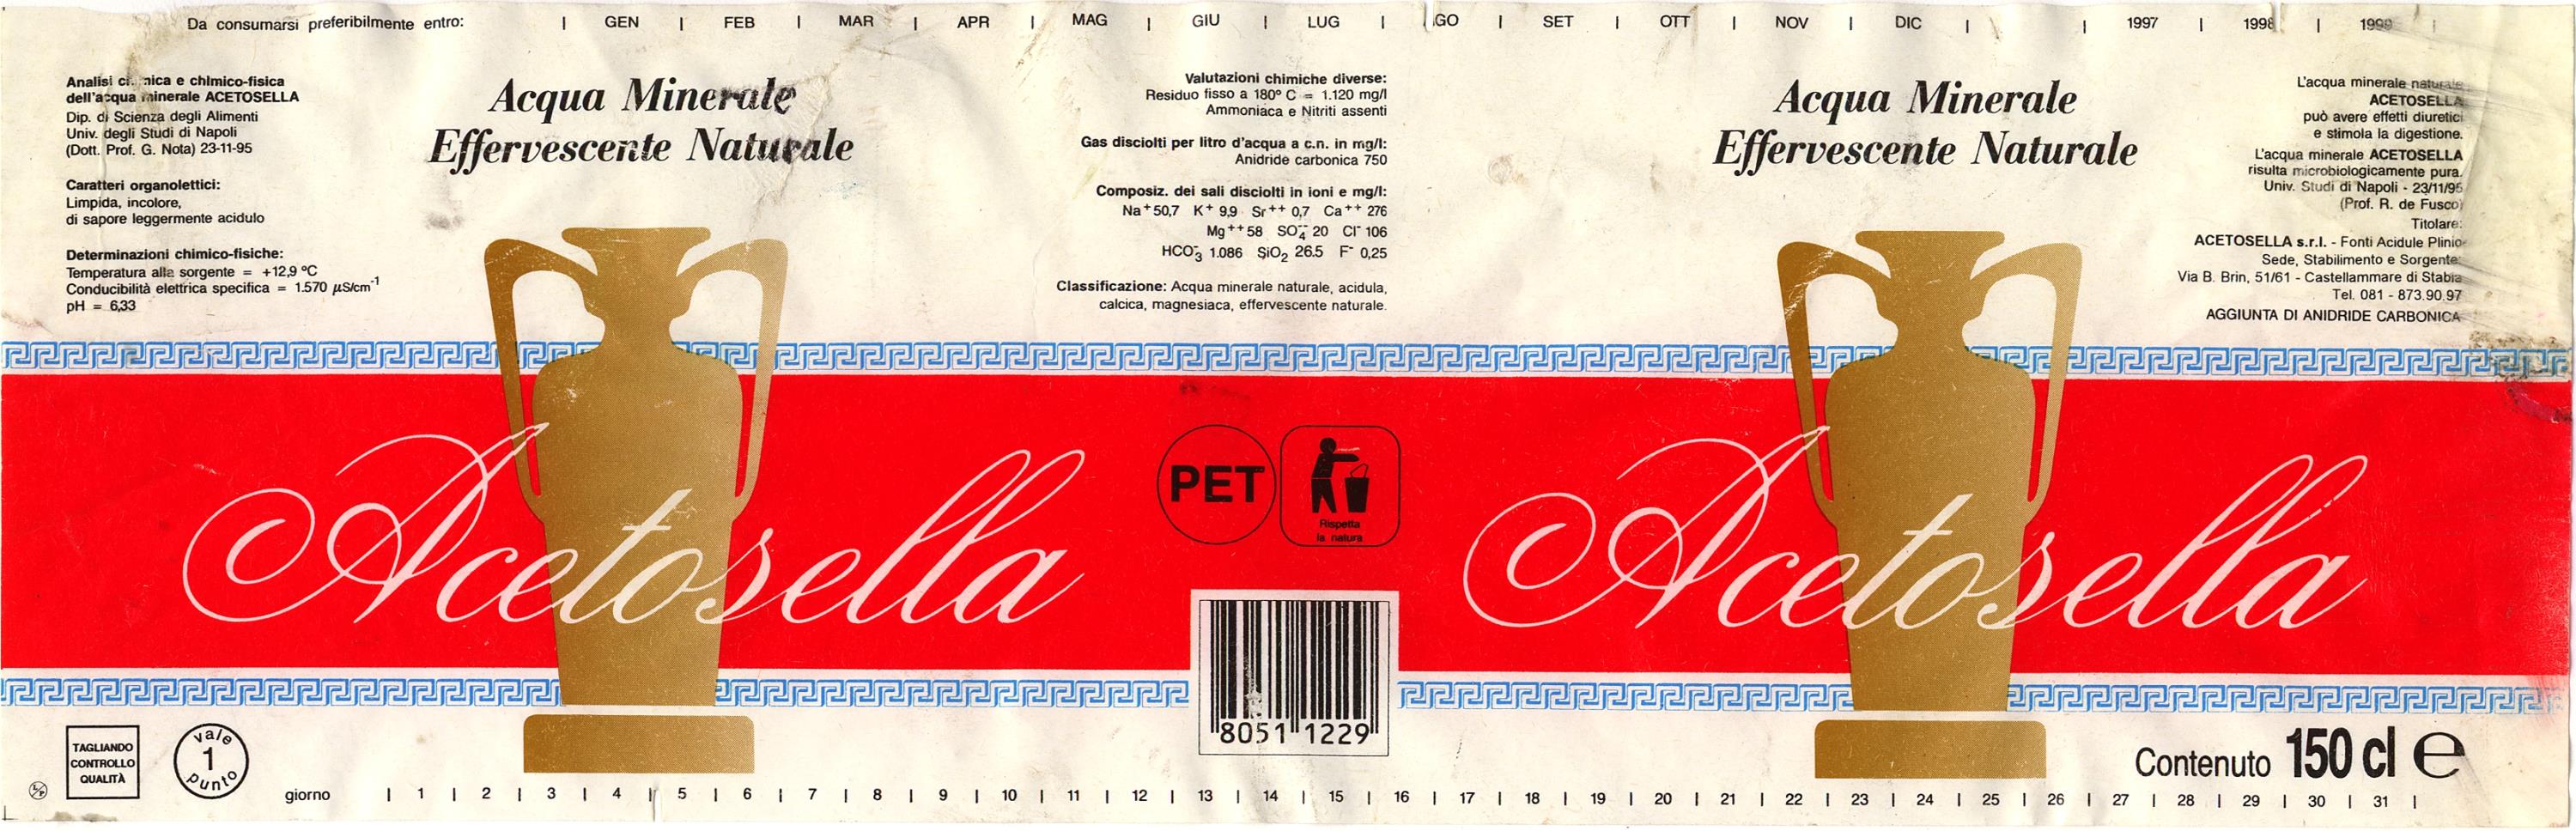 Da consumarsi preferibilmente entro: | GEN | FEB | MAR | APR | MAG | GIU | LUG | GO | SET | OTT | NOV | DIC | | 1997 | 1998 | 1999 |
Analisi chimica e chimico-fisica
dell'acqua minerale ACETOSELLA
Dip. di Scienza degli Alimenti
Univ. degli Studi di Napoli
(Dott. Prof. G. Nota) 23-11-95
Caratteri organolettici:
Limpida, incolore,
di sapore leggermente acidulo
Determinazioni chimico-fisiche:
Temperatura alla sorgente = +12,9 ºC
Conducibilità elettrica specifica = 1.570 µS/cm⁻¹
pH = 6,33
Acqua Minerale
Effervescente Naturale
Valutazioni chimiche diverse:
Residuo fisso a 180º C = 1.120 mg/l
Ammoniaca e Nitriti assenti
Gas disciolti per litro d'acqua a c.n. in mg/l:
Anidride carbonica 750
Composiz. dei sali disciolti in ioni e mg/l:
Na⁺ 50,7 K⁺ 9,9 Sr⁺⁺ 0,7 Ca⁺⁺ 276
Mg⁺⁺ 58 SO₄⁻⁻ 20 Cl⁻ 106
HCO₃⁻ 1.086 SiO₂ 26.5 F⁻ 0,25
Classificazione: Acqua minerale naturale, acidula,
calcica, magnesiaca, effervescente naturale.
Acqua Minerale
Effervescente Naturale
L'acqua minerale naturale
ACETOSELLA
può avere effetti diuretici
e stimola la digestione.
L'acqua minerale ACETOSELLA
risulta microbiologicamente pura.
Univ. Studi di Napoli - 23/11/95
(Prof. R. de Fusco)
Titolare:
ACETOSELLA s.r.l. - Fonti Acidule Plinio-
Sede, Stabilimento e Sorgente:
Via B. Brin, 51/61 - Castellammare di Stabia
Tel. 081 - 873.90.97
AGGIUNTA DI ANIDRIDE CARBONICA
Acetosella
PET
Rispetta
la natura
Acetosella
8051 1229
TAGLIANDO
CONTROLLO
QUALITÀ
vale
1
punto
Contenuto 150 cl e
giorno | 1 | 2 | 3 | 4 | 5 | 6 | 7 | 8 | 9 | 10 | 11 | 12 | 13 | 14 | 15 | 16 | 17 | 18 | 19 | 20 | 21 | 22 | 23 | 24 | 25 | 26 | 27 | 28 | 29 | 30 | 31 |